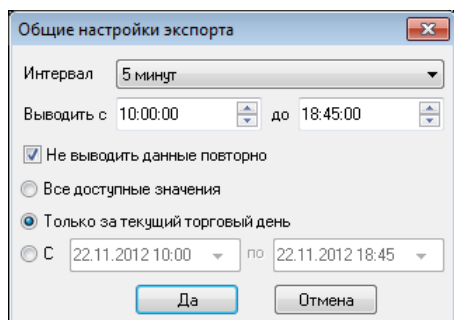 Общие настройки экспорта
Интервал 5 минут
Выводить с 10:00:00 до 18:45:00
Не выводить данные повторно
Все доступные значения
Только за текущий торговый день
С 22.11.2012 10:00 по 22.11.2012 18:45
Да Отмена